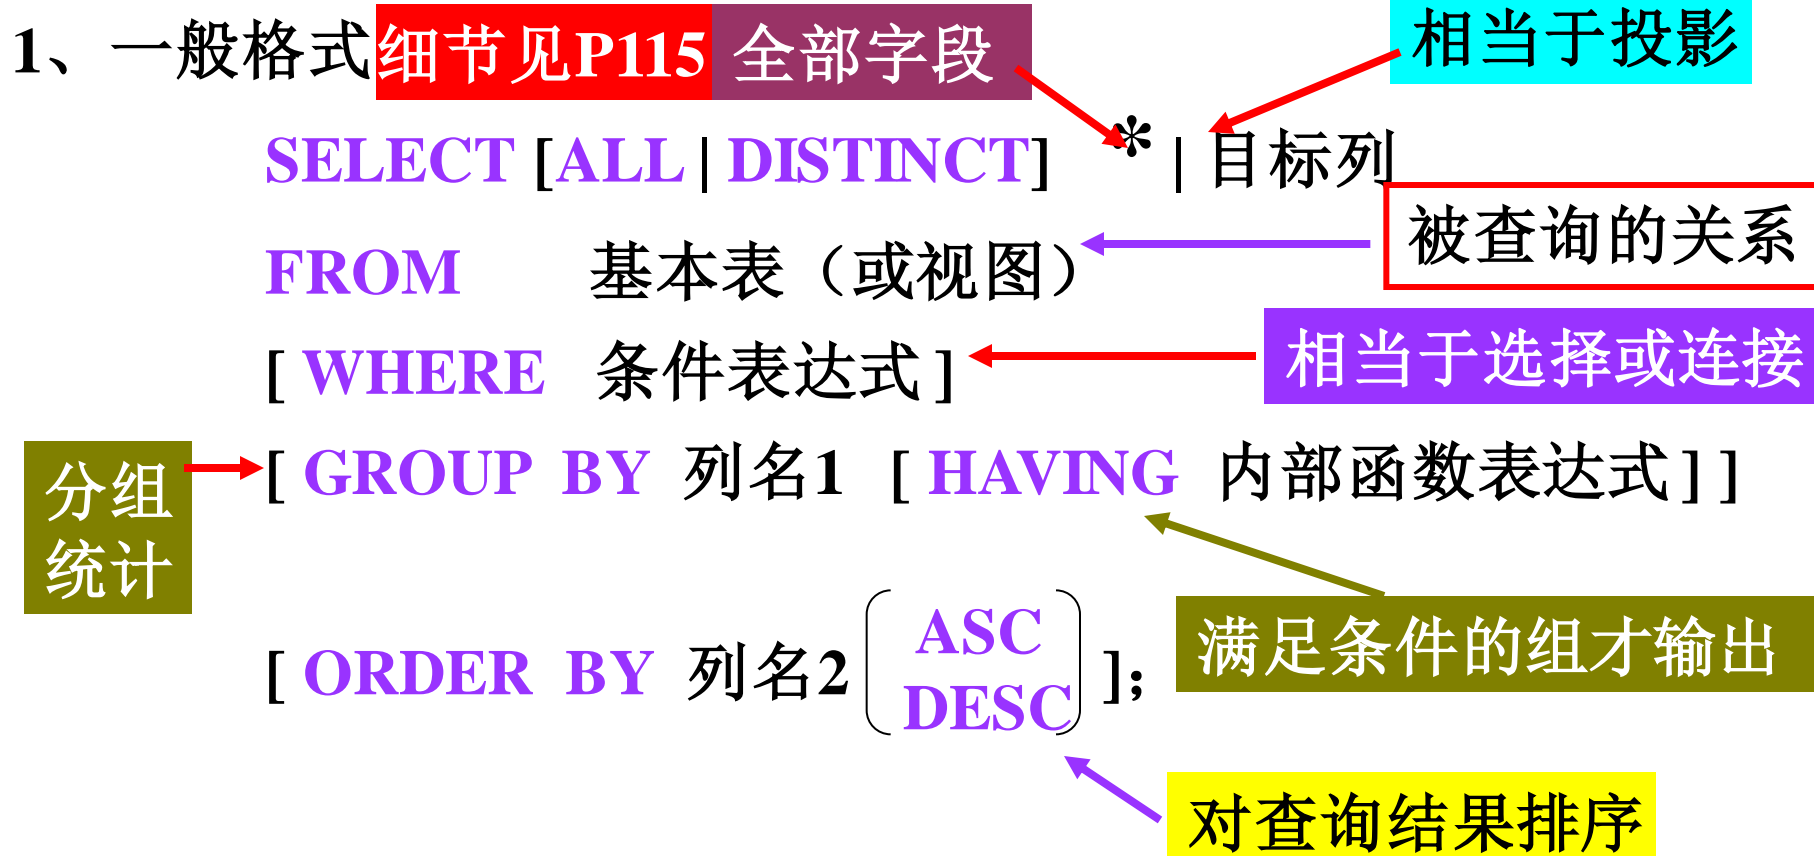 1、一般格式 细节见P115 全部字段
相当于投影
SELECT [ALL | DISTINCT] * | 目标列
被查询的关系
FROM 基本表（或视图）
[ WHERE 条件表达式 ]
相当于选择或连接
分组
统计
[ GROUP BY 列名1 [ HAVING 内部函数表达式 ] ]
满足条件的组才输出
[ ORDER BY 列名2 ASC ];
DESC
对查询结果排序